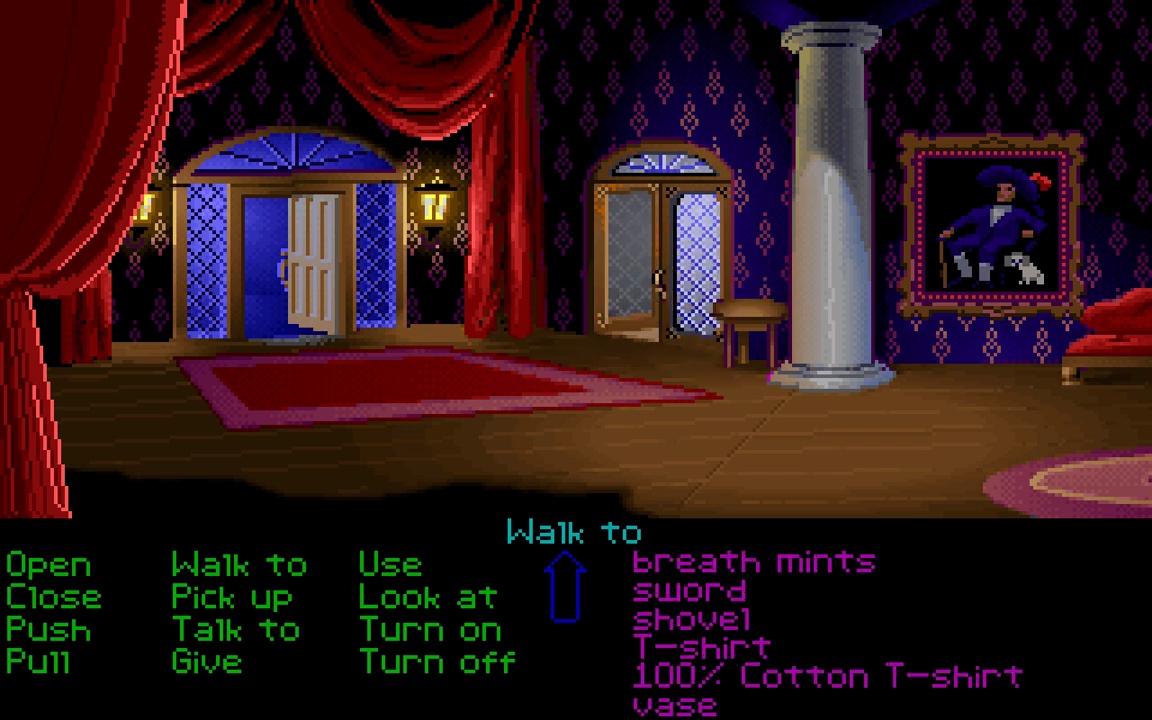 Walk to
Open Walk to Use
Close Pick up Look at
Push Talk to Turn on
Pull Give Turn off
breath mints
sword
shovel
T-shirt
100% Cotton T-shirt
vase